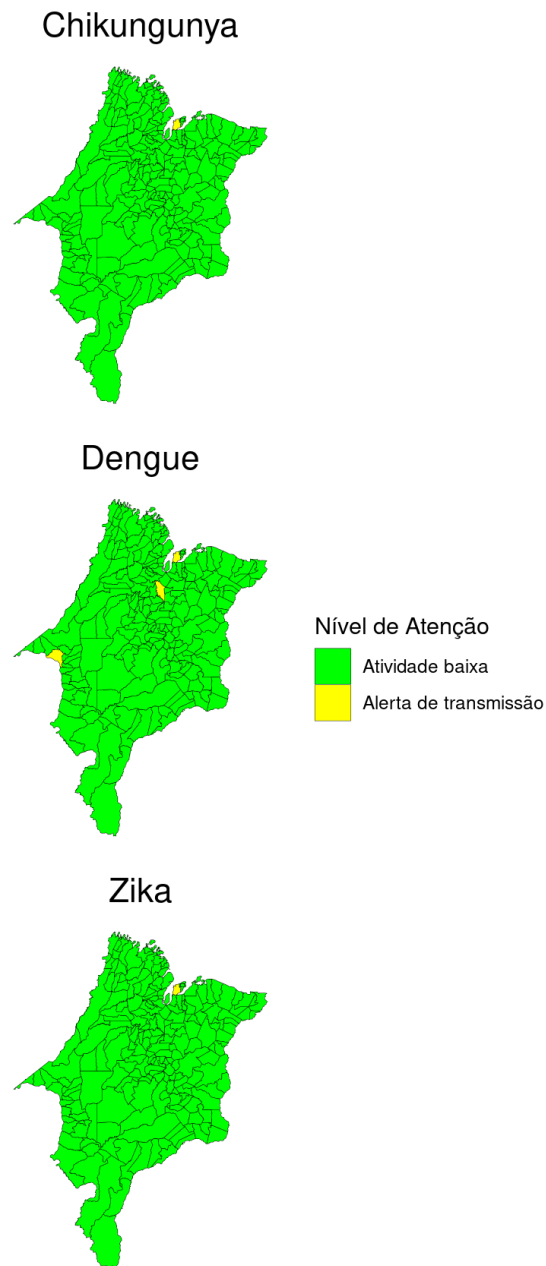 Chikungunya
Dengue
Nível de Atenção
Atividade baixa
Alerta de transmissão
Zika